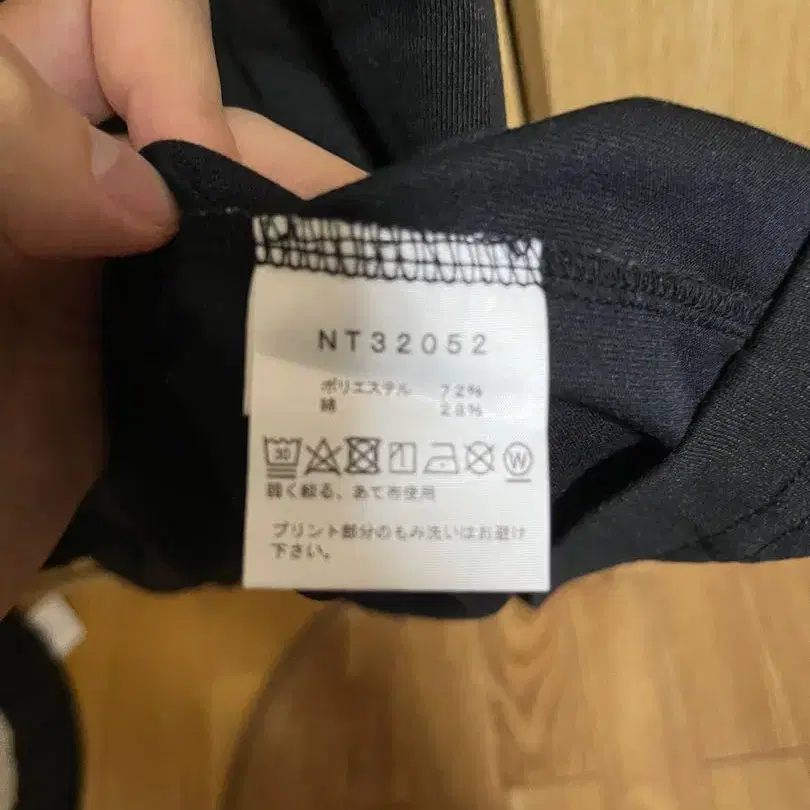 NT32052
ポリエステル 72%
綿 28%
30 W
弱く絞る、あて布使用
プリント部分のもみ洗いはお避け
下さい。